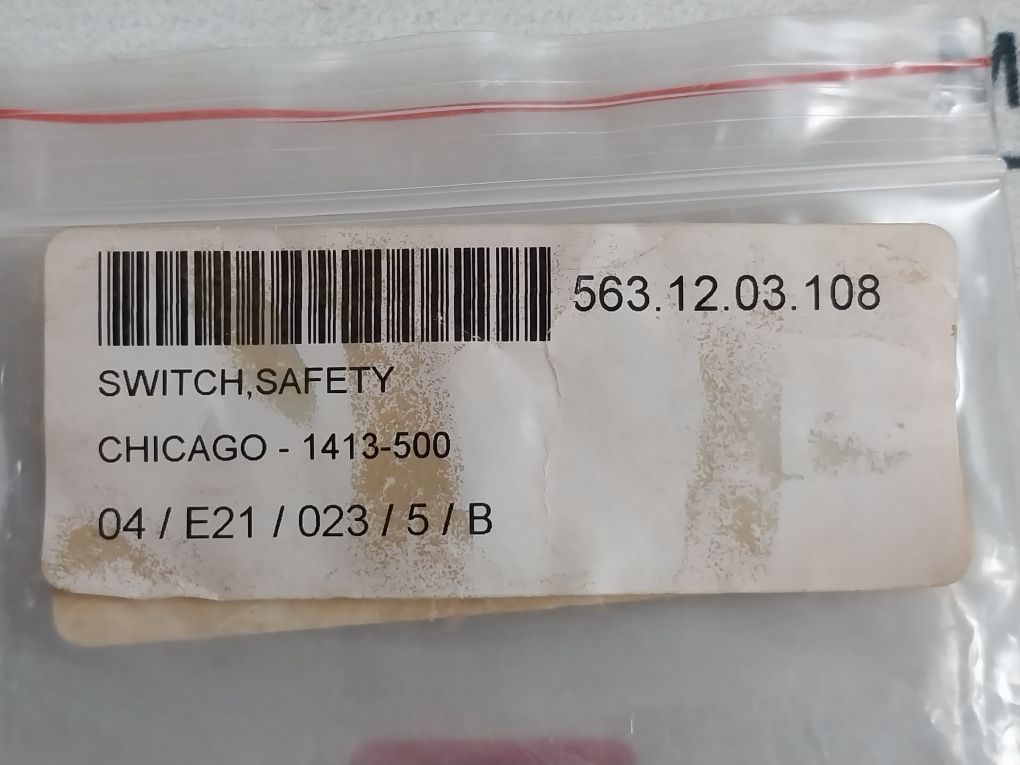 563.12.03.108
SWITCH,SAFETY
CHICAGO - 1413-500
04 / E21 / 023 / 5 / B